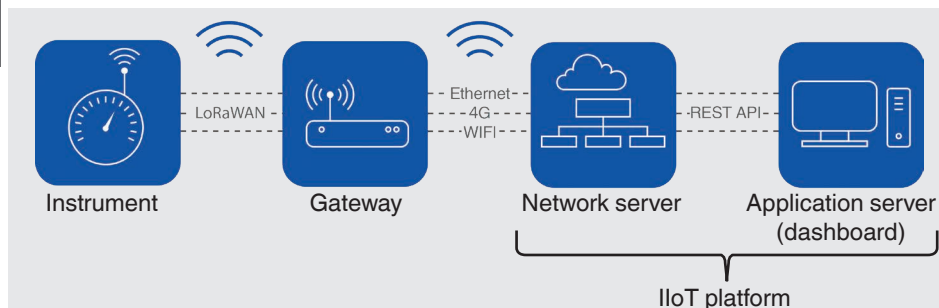 LoRaWAN
Ethernet
4G
WIFI
REST API
Instrument
Gateway
Network server
Application server
(dashboard)
IIoT platform